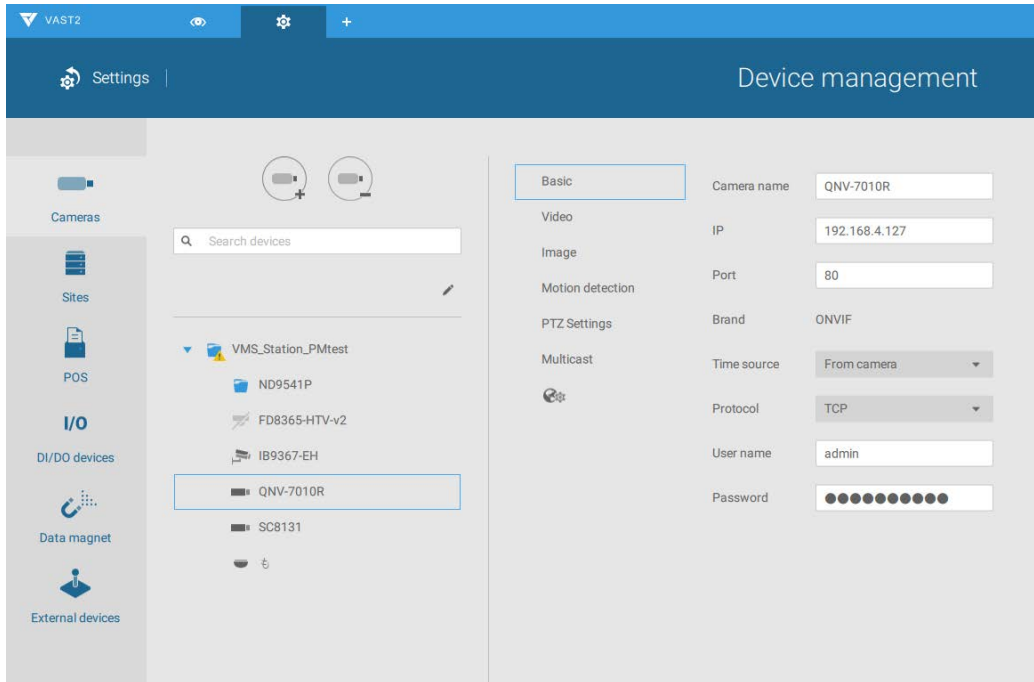 VAST2
+
Settings
Device management
Cameras
Sites
POS
I/O
DI/DO devices
Data magnet
External devices
Search devices
VMS_Station_PMtest
ND9541P
FD8365-HTV-v2
IB9367-EH
QNV-7010R
SC8131
も
Basic
Video
Image
Motion detection
PTZ Settings
Multicast
Camera name QNV-7010R
IP 192.168.4.127
Port 80
Brand ONVIF
Time source From camera
Protocol TCP
User name admin
Password ●●●●●●●●●●